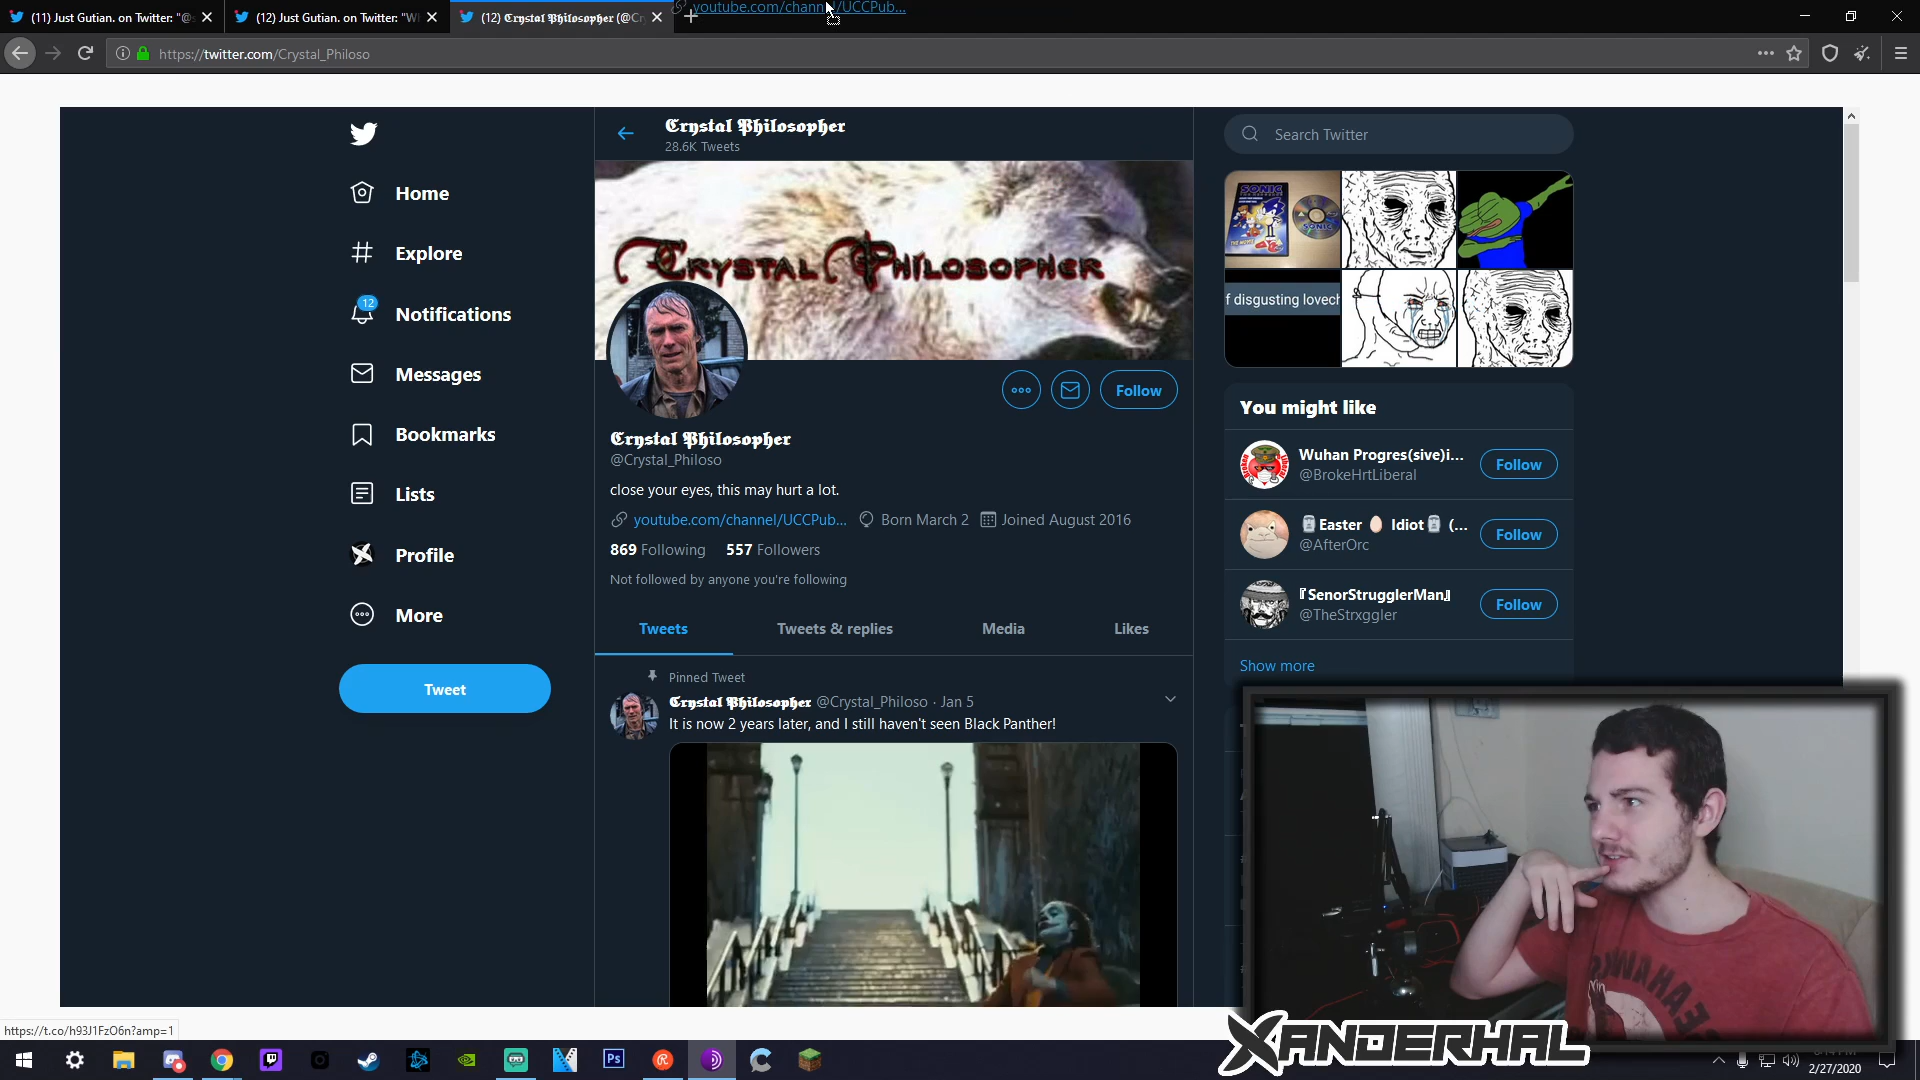 (11) Just Gutian. on Twitter: "@s
(12) Just Gutian. on Twitter: "W
(12) 𝕮𝖗𝖞𝖘𝖙𝖆𝖑 𝕻𝖍𝖎𝖑𝖔𝖘𝖔𝖕𝖍𝖊𝖗 (@Cr
youtube.com/channel/UCCPub...
https://twitter.com/Crystal_Philoso
𝕮𝖗𝖞𝖘𝖙𝖆𝖑 𝕻𝖍𝖎𝖑𝖔𝖘𝖔𝖕𝖍𝖊𝖗
28.6K Tweets
Search Twitter
Home
Explore
12
Notifications
Messages
Bookmarks
Lists
Profile
More
Tweet
CRYSTAL PHILOSOPHER
Follow
𝕮𝖗𝖞𝖘𝖙𝖆𝖑 𝕻𝖍𝖎𝖑𝖔𝖘𝖔𝖕𝖍𝖊𝖗
@Crystal_Philoso
close your eyes, this may hurt a lot.
youtube.com/channel/UCCPub... Born March 2 Joined August 2016
869 Following 557 Followers
Not followed by anyone you're following
Tweets Tweets & replies Media Likes
Pinned Tweet
𝕮𝖗𝖞𝖘𝖙𝖆𝖑 𝕻𝖍𝖎𝖑𝖔𝖘𝖔𝖕𝖍𝖊𝖗 @Crystal_Philoso · Jan 5
It is now 2 years later, and I still haven't seen Black Panther!
SONIC
THE MOVIE
SONIC
f disgusting lovech
You might like
Wuhan Progres(sive)i...
@BrokeHrtLiberal
Follow
Easter Idiot (...
@AfterOrc
Follow
『SenorStrugglerMan』
@TheStrxggler
Follow
Show more
https://t.co/h93J1FzO6n?amp=1
Ps
XANDERHAL
2/27/2020